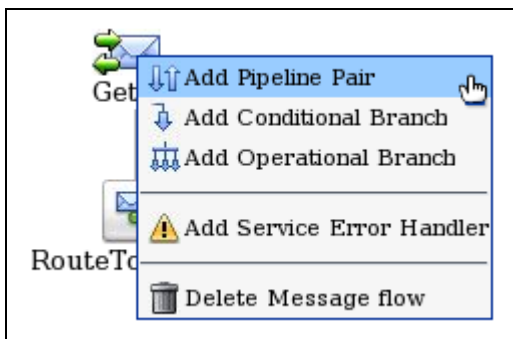 Get
Add Pipeline Pair
Add Conditional Branch
Add Operational Branch
Add Service Error Handler
RouteTo
Delete Message flow